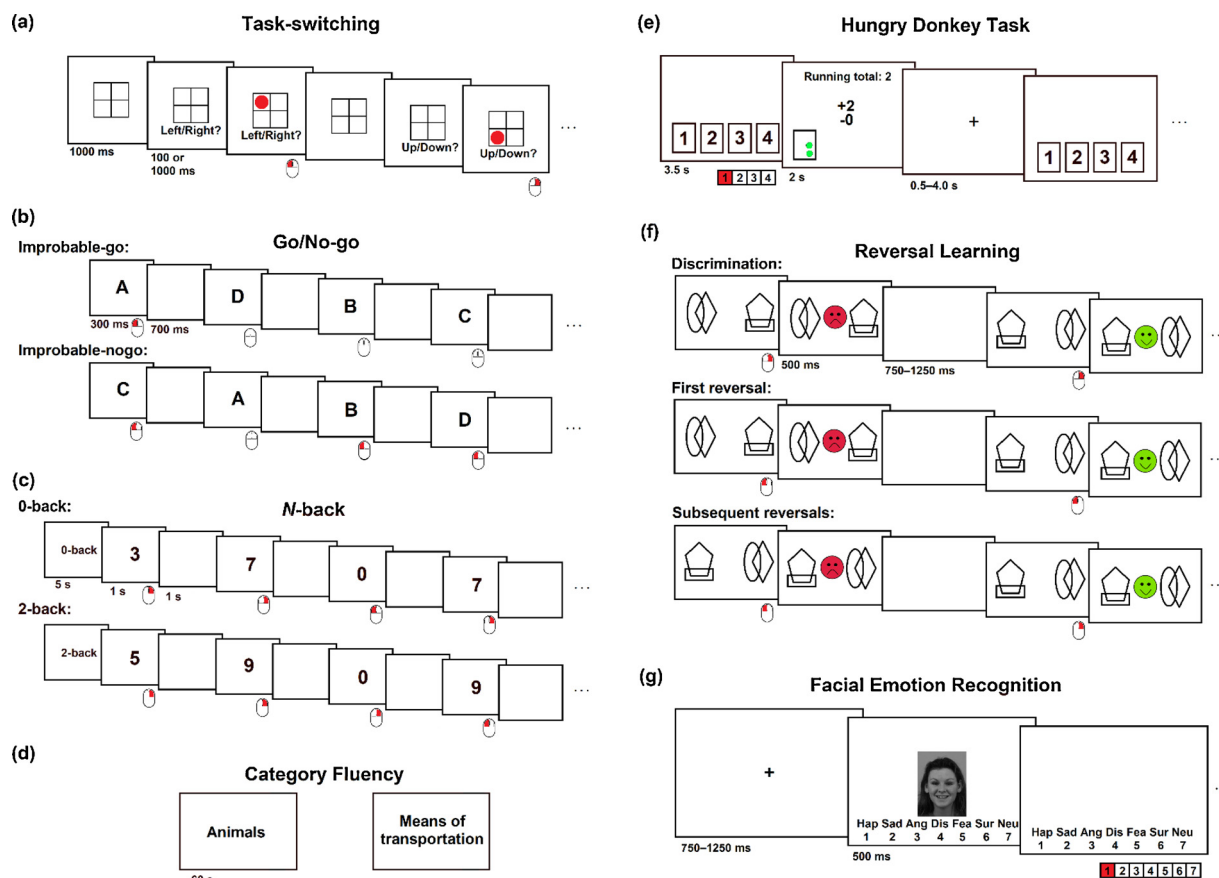 (a)
Task-switching
Left/Right?
Left/Right?
Up/Down?
Up/Down?
...
1000 ms
100 or
1000 ms
(b)
Go/No-go
Improbable-go:
A
D
B
C
...
300 ms
700 ms
Improbable-nogo:
C
A
B
D
...
(c)
N-back
0-back:
0-back
3
7
0
7
...
5 s
1 s
1 s
2-back:
2-back
5
9
0
9
...
(d)
Category Fluency
Animals
Means of
transportation
(e)
Hungry Donkey Task
1 2 3 4
Running total: 2
+2
-0
+
1 2 3 4
...
3.5 s
1 2 3 4
2 s
0.5–4.0 s
(f)
Reversal Learning
Discrimination:
500 ms
750–1250 ms
First reversal:
Subsequent reversals:
(g)
Facial Emotion Recognition
+
Hap Sad Ang Dis Fea Sur Neu
1 2 3 4 5 6 7
Hap Sad Ang Dis Fea Sur Neu
1 2 3 4 5 6 7
750–1250 ms
500 ms
1 2 3 4 5 6 7